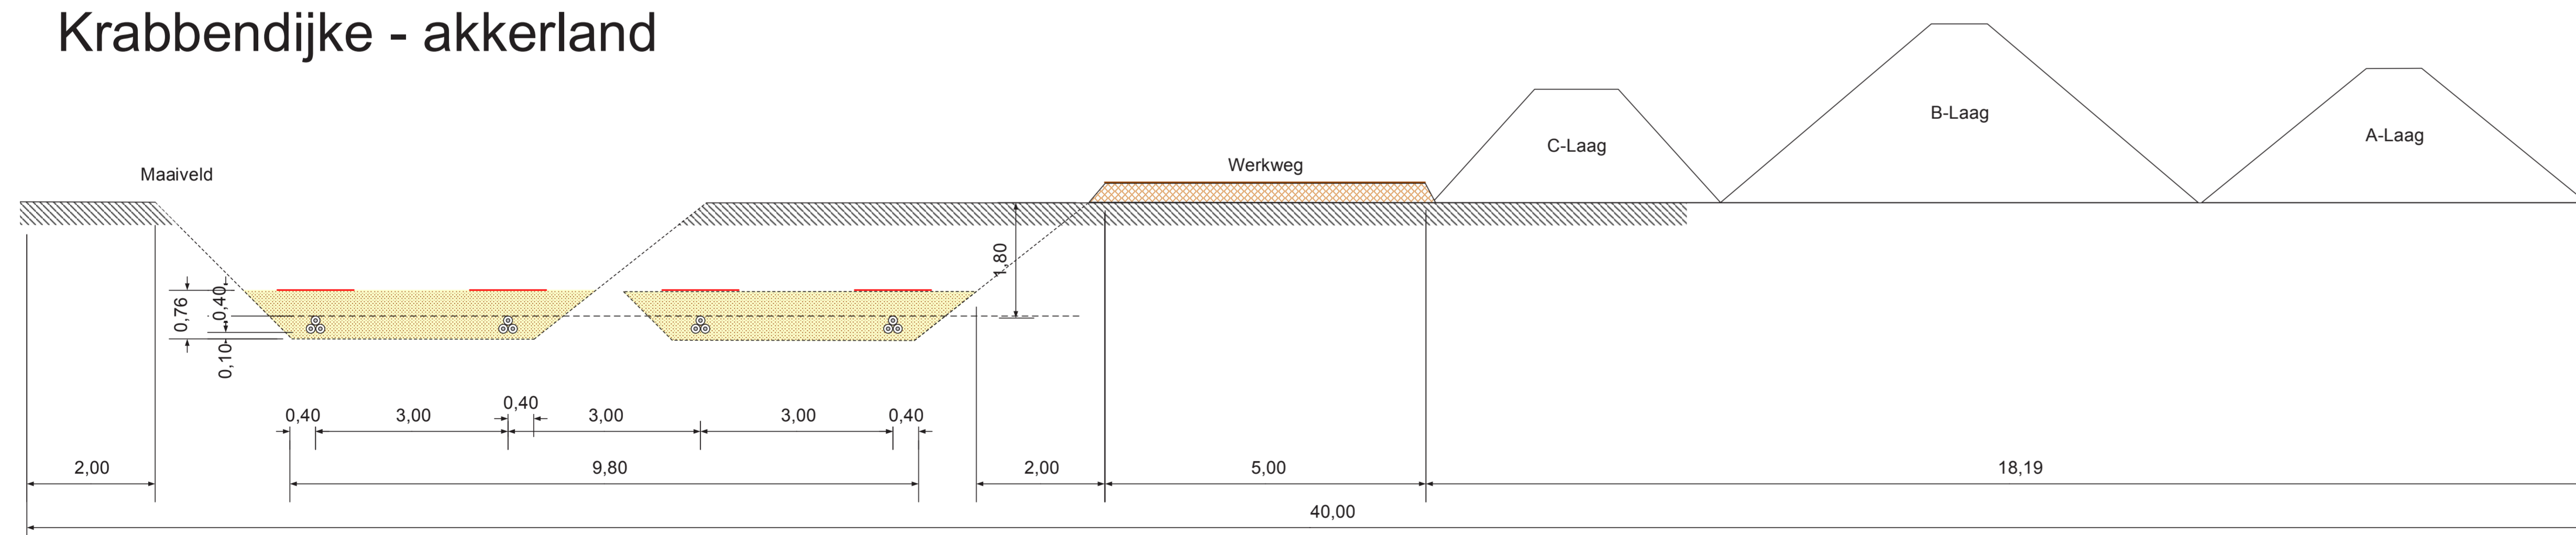 Krabbendijke - akkerland
B-Laag
A-Laag
C-Laag
Werkweg
Maaiveld
1,80
0,76
0,40
0,10
0,40
0,40
3,00
3,00
3,00
0,40
2,00
9,80
2,00
5,00
18,19
40,00